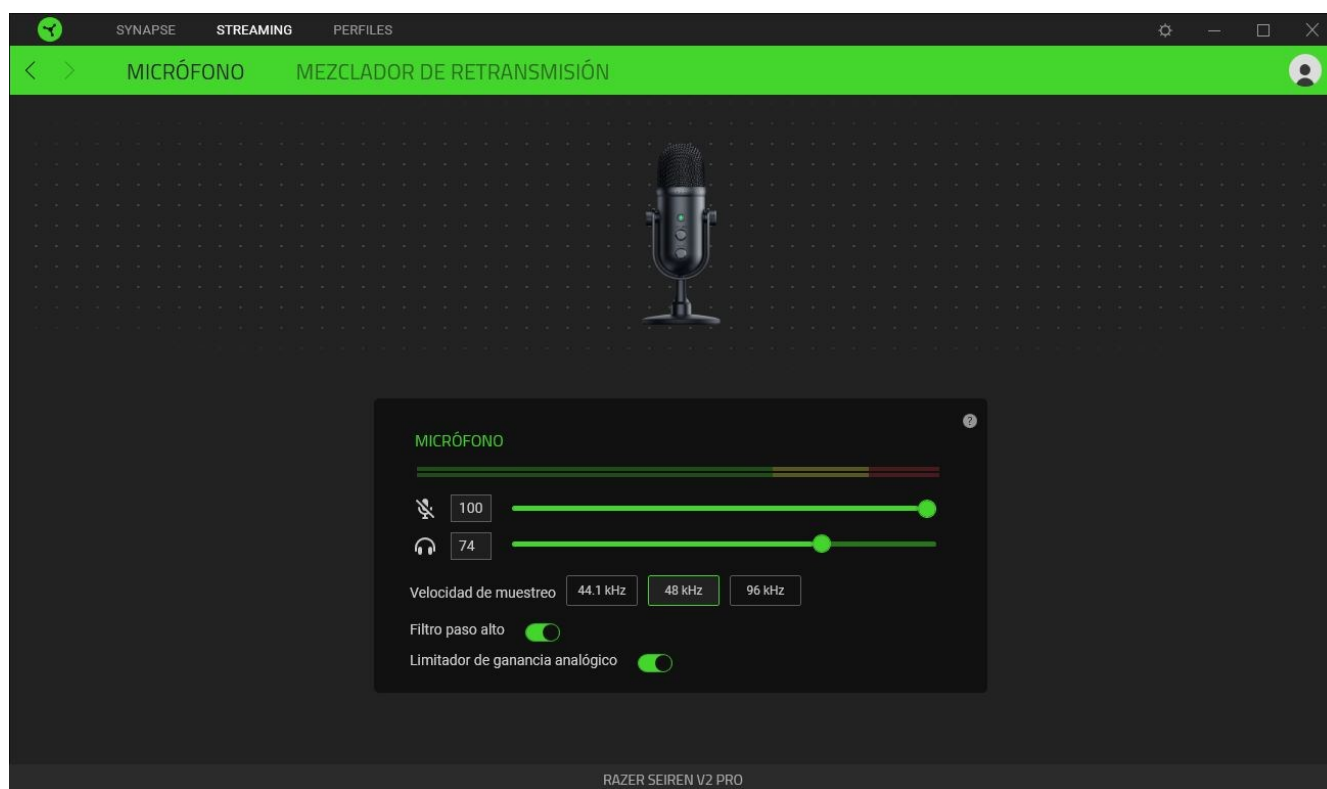 SYNAPSE STREAMING PERFILES
MICRÓFONO MEZCLADOR DE RETRANSMISIÓN
MICRÓFONO
100
74
Velocidad de muestreo 44.1 kHz 48 kHz 96 kHz
Filtro paso alto
Limitador de ganancia analógico
RAZER SEIREN V2 PRO